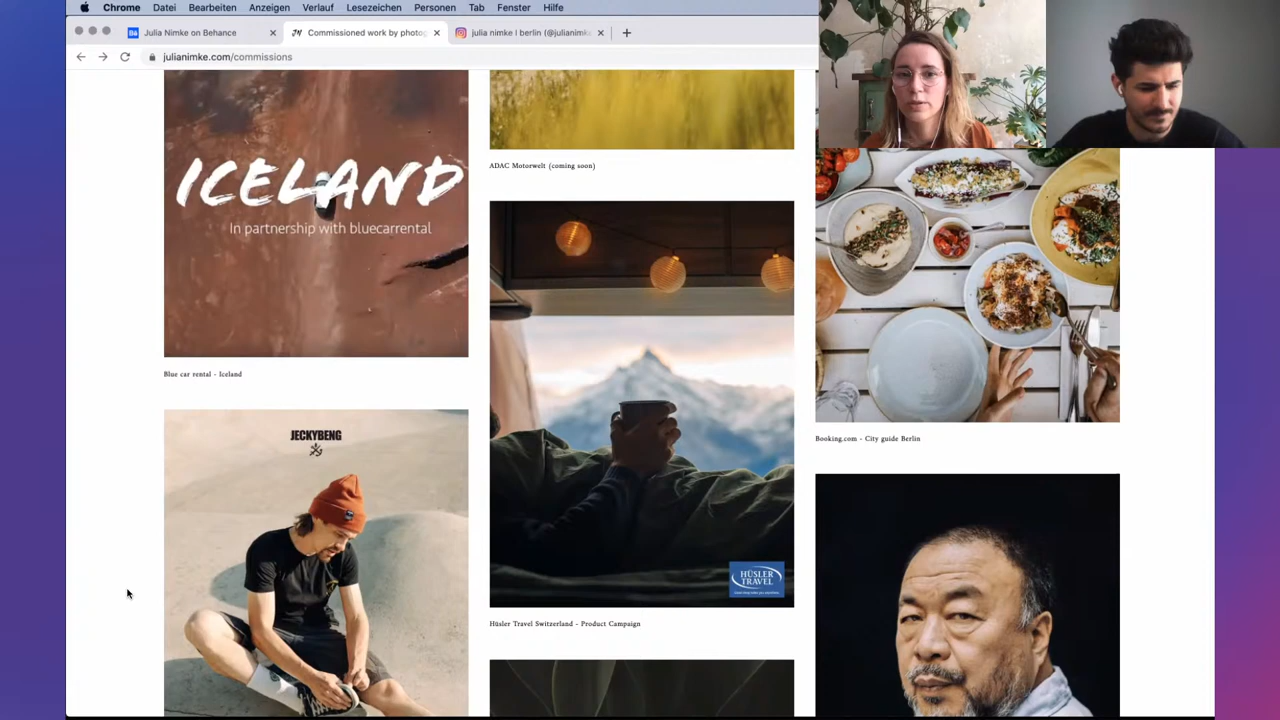 Chrome Datei Bearbeiten Anzeigen Verlauf Lesezeichen Personen Tab Fenster Hilfe
Bē Julia Nimke on Behance × Commissioned work by photog × julia nimke I berlin (@julianimk × +
julianimke.com/commissions
ICELAND
In partnership with bluecarrental
Blue car rental - Iceland
JECKYBENG
ADAC Motorwelt (coming soon)
HÜSLER
TRAVEL
Hüsler Travel Switzerland - Product Campaign
Booking.com - City guide Berlin